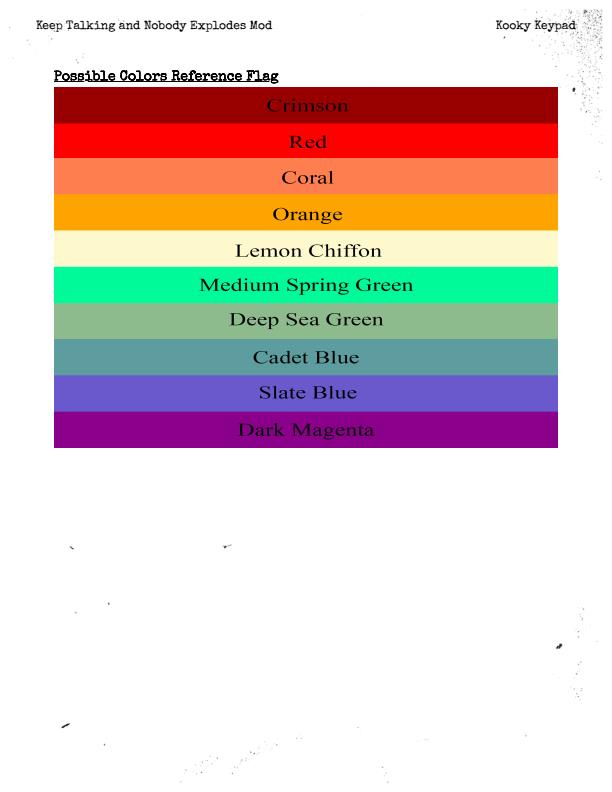 Keep Talking and Nobody Explodes Mod
Kooky Keypad
Possible Colors Reference Flag
Crimson
Red
Coral
Orange
Lemon Chiffon
Medium Spring Green
Deep Sea Green
Cadet Blue
Slate Blue
Dark Magenta